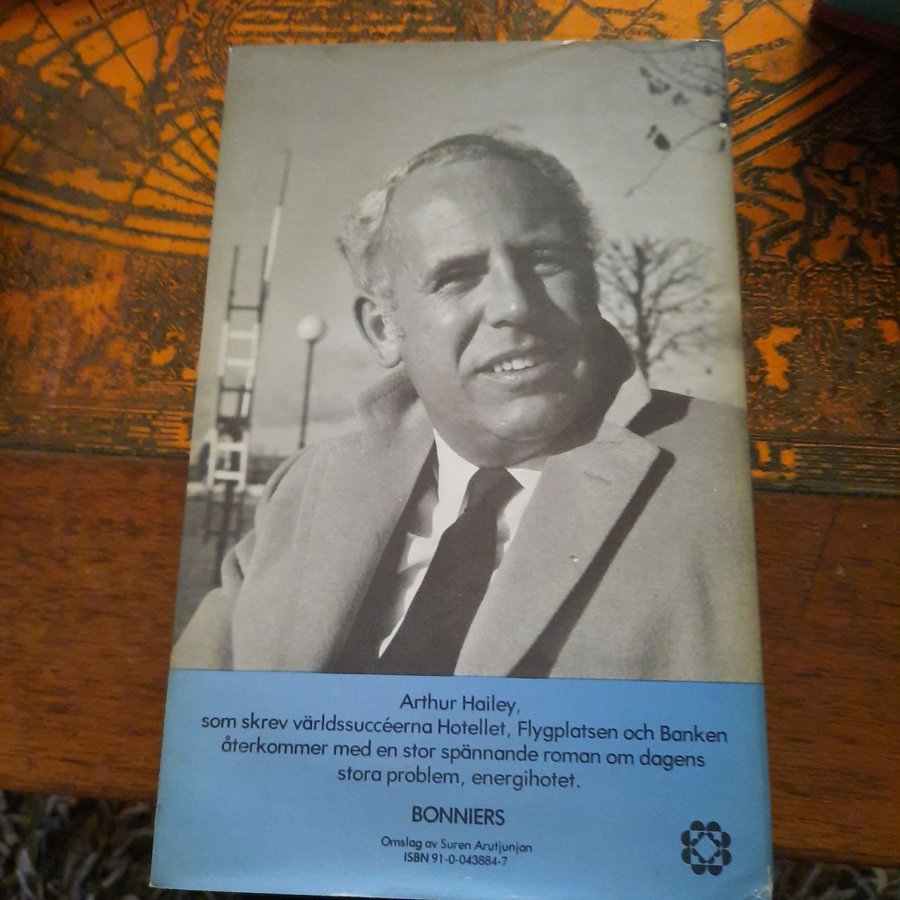 Arthur Hailey,
som skrev världssuccéerna Hotellet, Flygplatsen och Banken
återkommer med en stor spännande roman om dagens
stora problem, energihotet.
BONNIERS
Omslag av Suren Arutjunjan
ISBN 91-0-043884-7